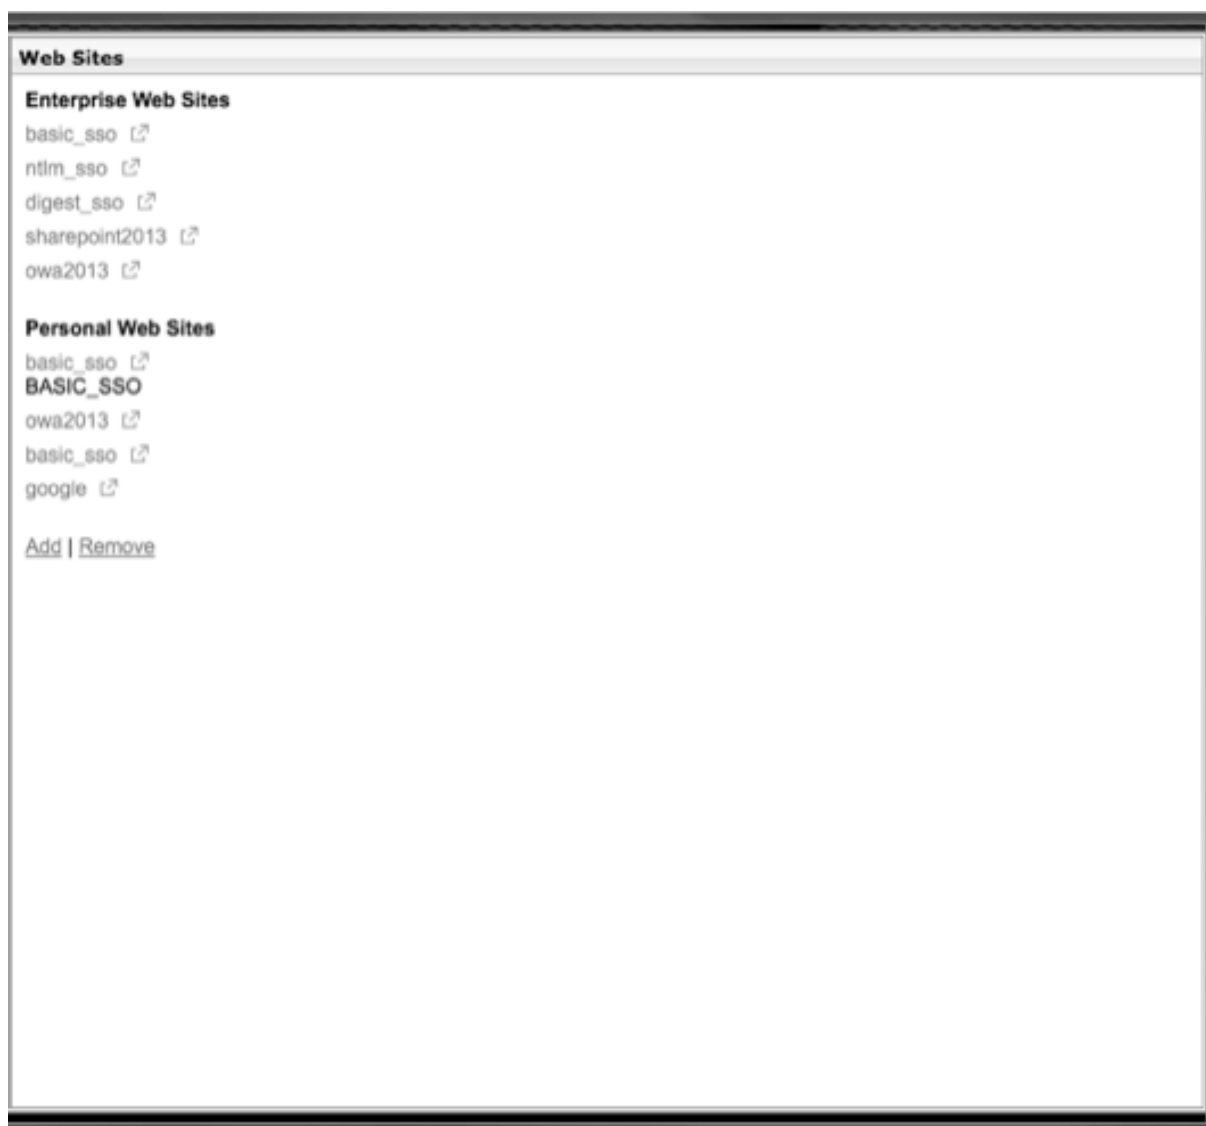 Web Sites
Enterprise Web Sites
basic_sso
ntlm_sso
digest_sso
sharepoint2013
owa2013
Personal Web Sites
basic_sso
BASIC_SSO
owa2013
basic_sso
google
Add | Remove